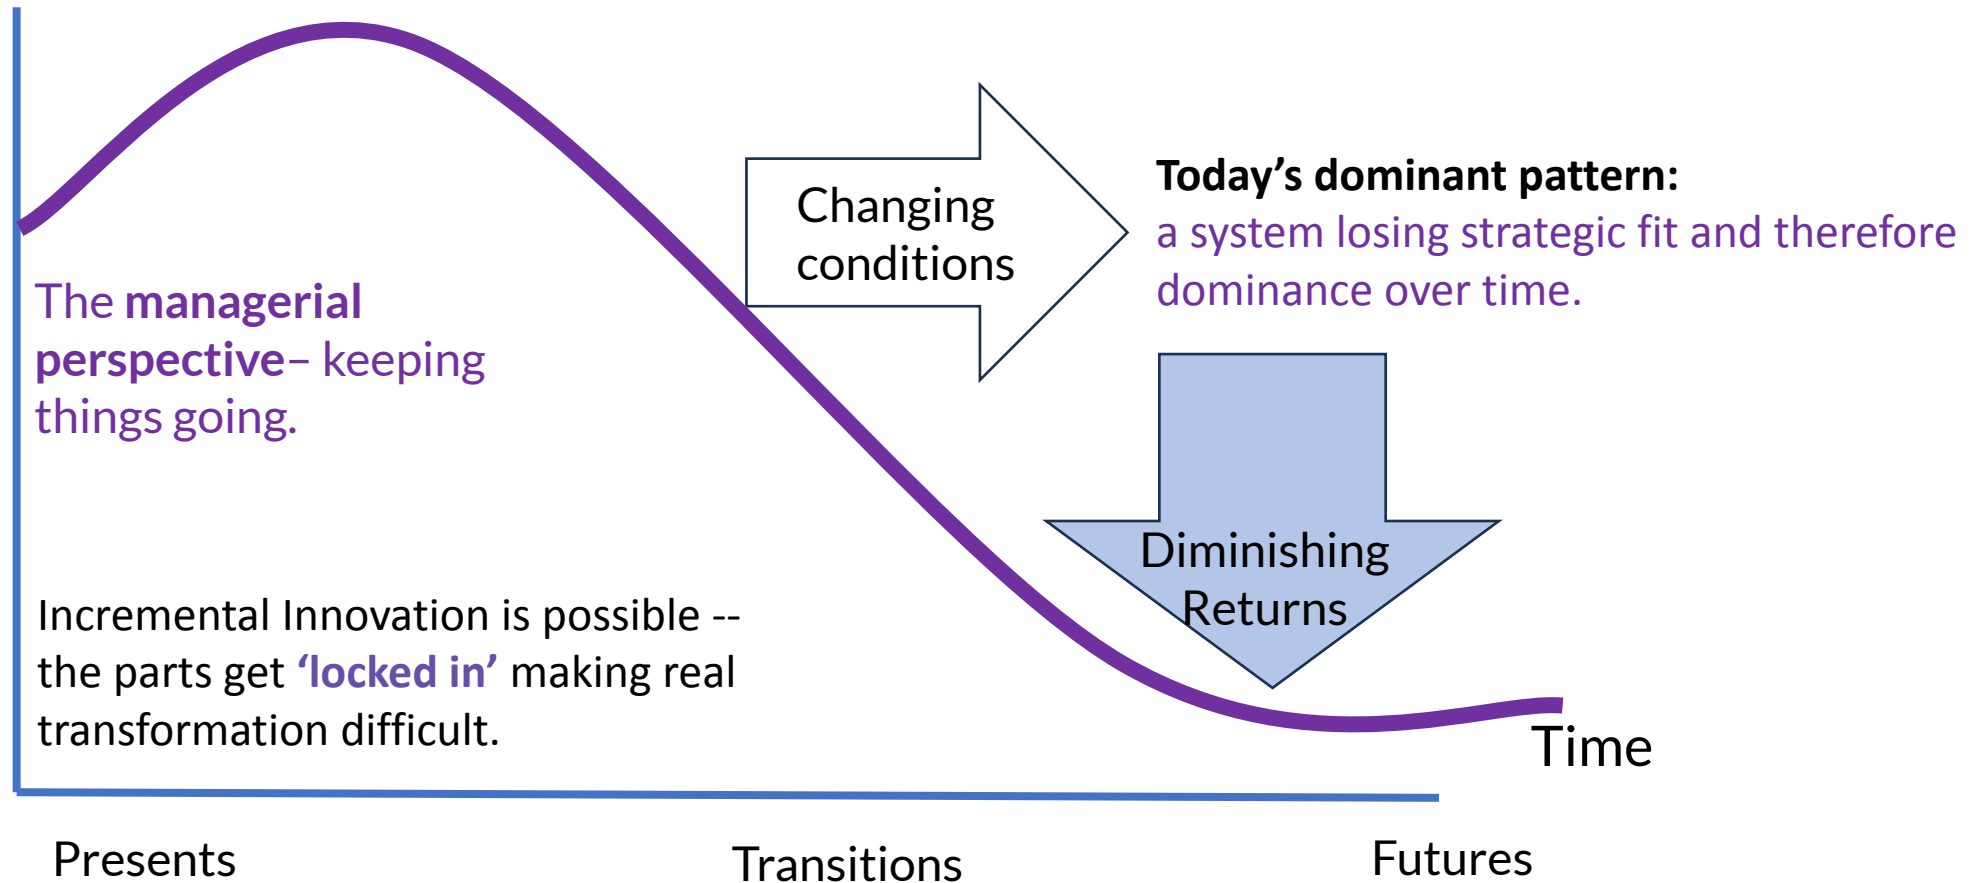 Changing
conditions
Today’s dominant pattern:
a system losing strategic fit and therefore
dominance over time.
The managerial
perspective– keeping
things going.
Diminishing
Returns
Incremental Innovation is possible --
the parts get ‘locked in’ making real
transformation difficult.
Time
Presents
Transitions
Futures